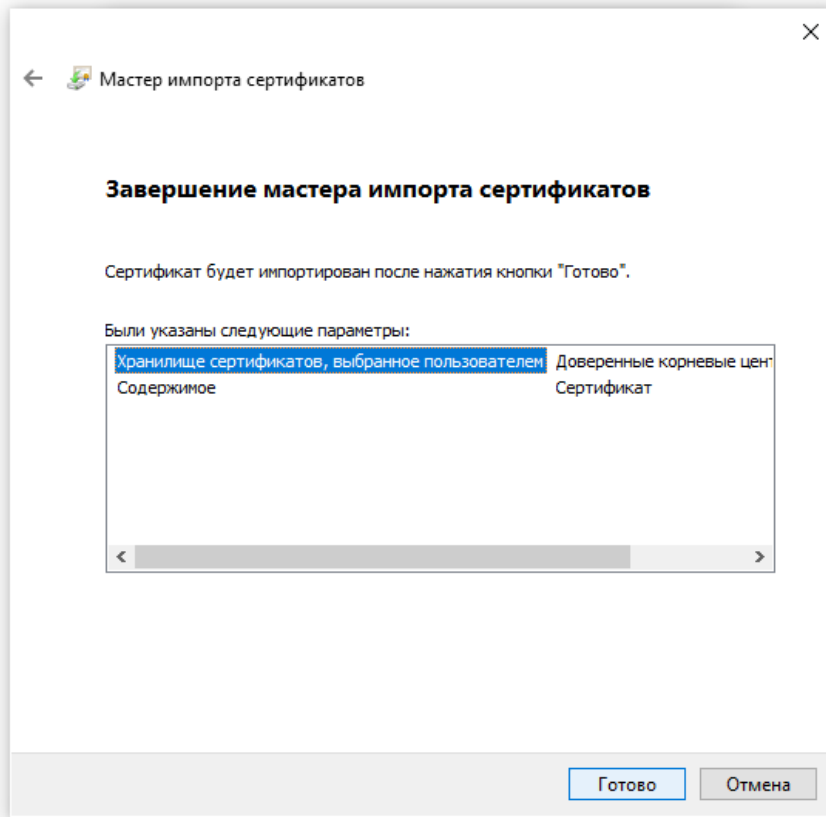 Мастер импорта сертификатов
Завершение мастера импорта сертификатов
Сертификат будет импортирован после нажатия кнопки "Готово".
Были указаны следующие параметры:
Хранилище сертификатов, выбранное пользователем Доверенные корневые
Содержимое Сертификат
Готово Отмена